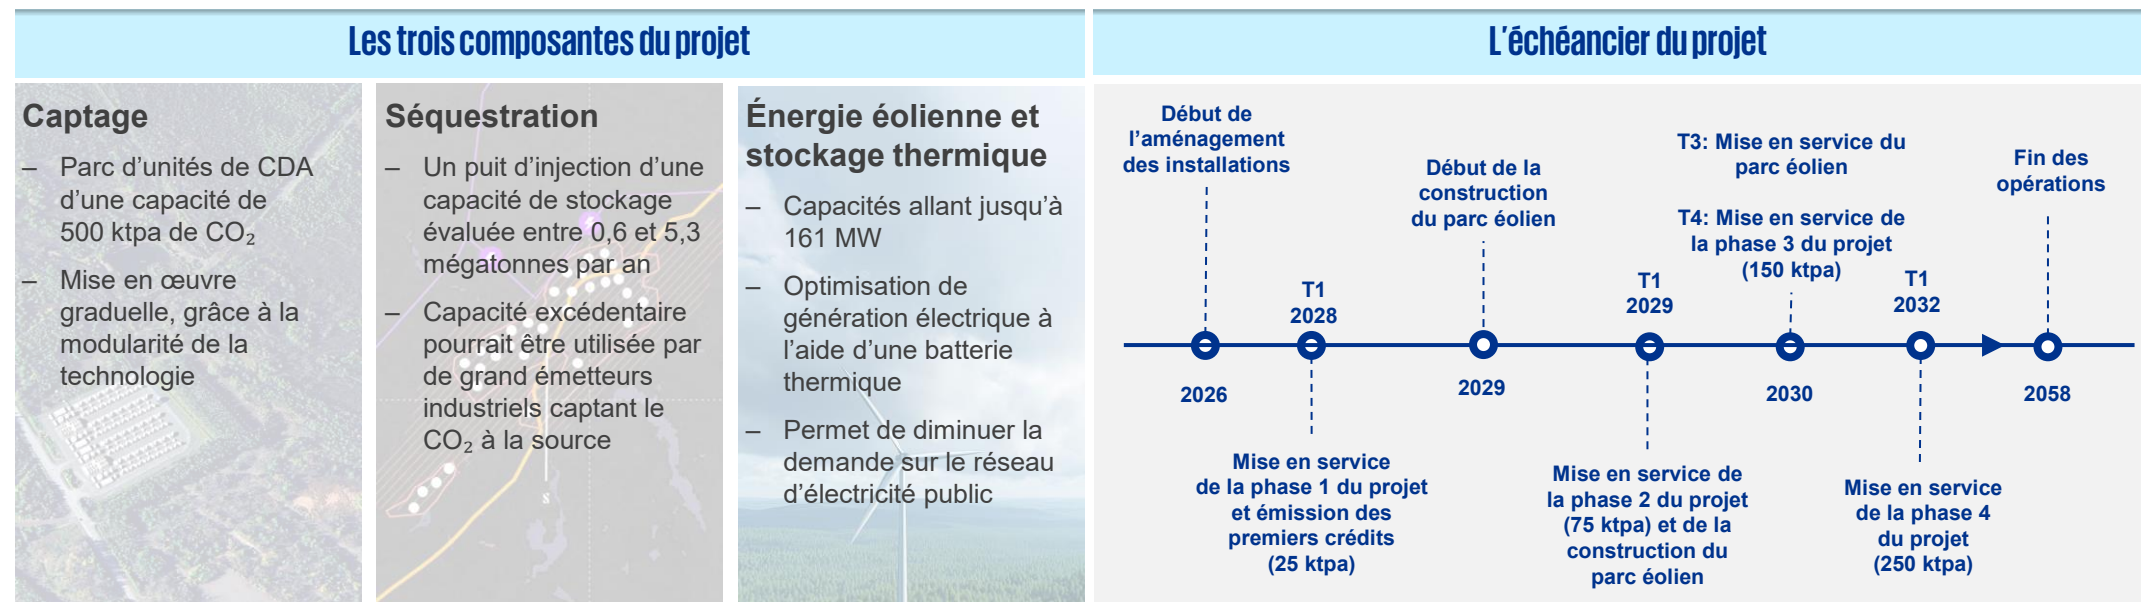 Les trois composantes du projet
Captage
– Parc d’unités de CDA
d’une capacité de
500 ktpa de CO₂
– Mise en œuvre
graduelle, grâce à la
modularité de la
technologie
Séquestration
– Un puit d’injection d’une
capacité de stockage
évaluée entre 0,6 et 5,3
mégatonnes par an
– Capacité excédentaire
pourrait être utilisée par
de grand émetteurs
industriels captant le
CO₂ à la source
S
Énergie éolienne et
stockage thermique
– Capacités allant jusqu’à
161 MW
– Optimisation de
génération électrique à
l’aide d’une batterie
thermique
– Permet de diminuer la
demande sur le réseau
d’électricité public
L’échéancier du projet
Début de
l’aménagement
des installations
2026
T1
2028
Mise en service
de la phase 1 du projet
et émission des
premiers crédits
(25 ktpa)
Début de la
construction
du parc éolien
2029
T1
2029
Mise en service de
la phase 2 du projet
(75 ktpa) et de la
construction du
parc éolien
T3: Mise en service du
parc éolien
T4: Mise en service de
la phase 3 du projet
(150 ktpa)
2030
T1
2032
Mise en service
de la phase 4
du projet
(250 ktpa)
Fin des
opérations
2058